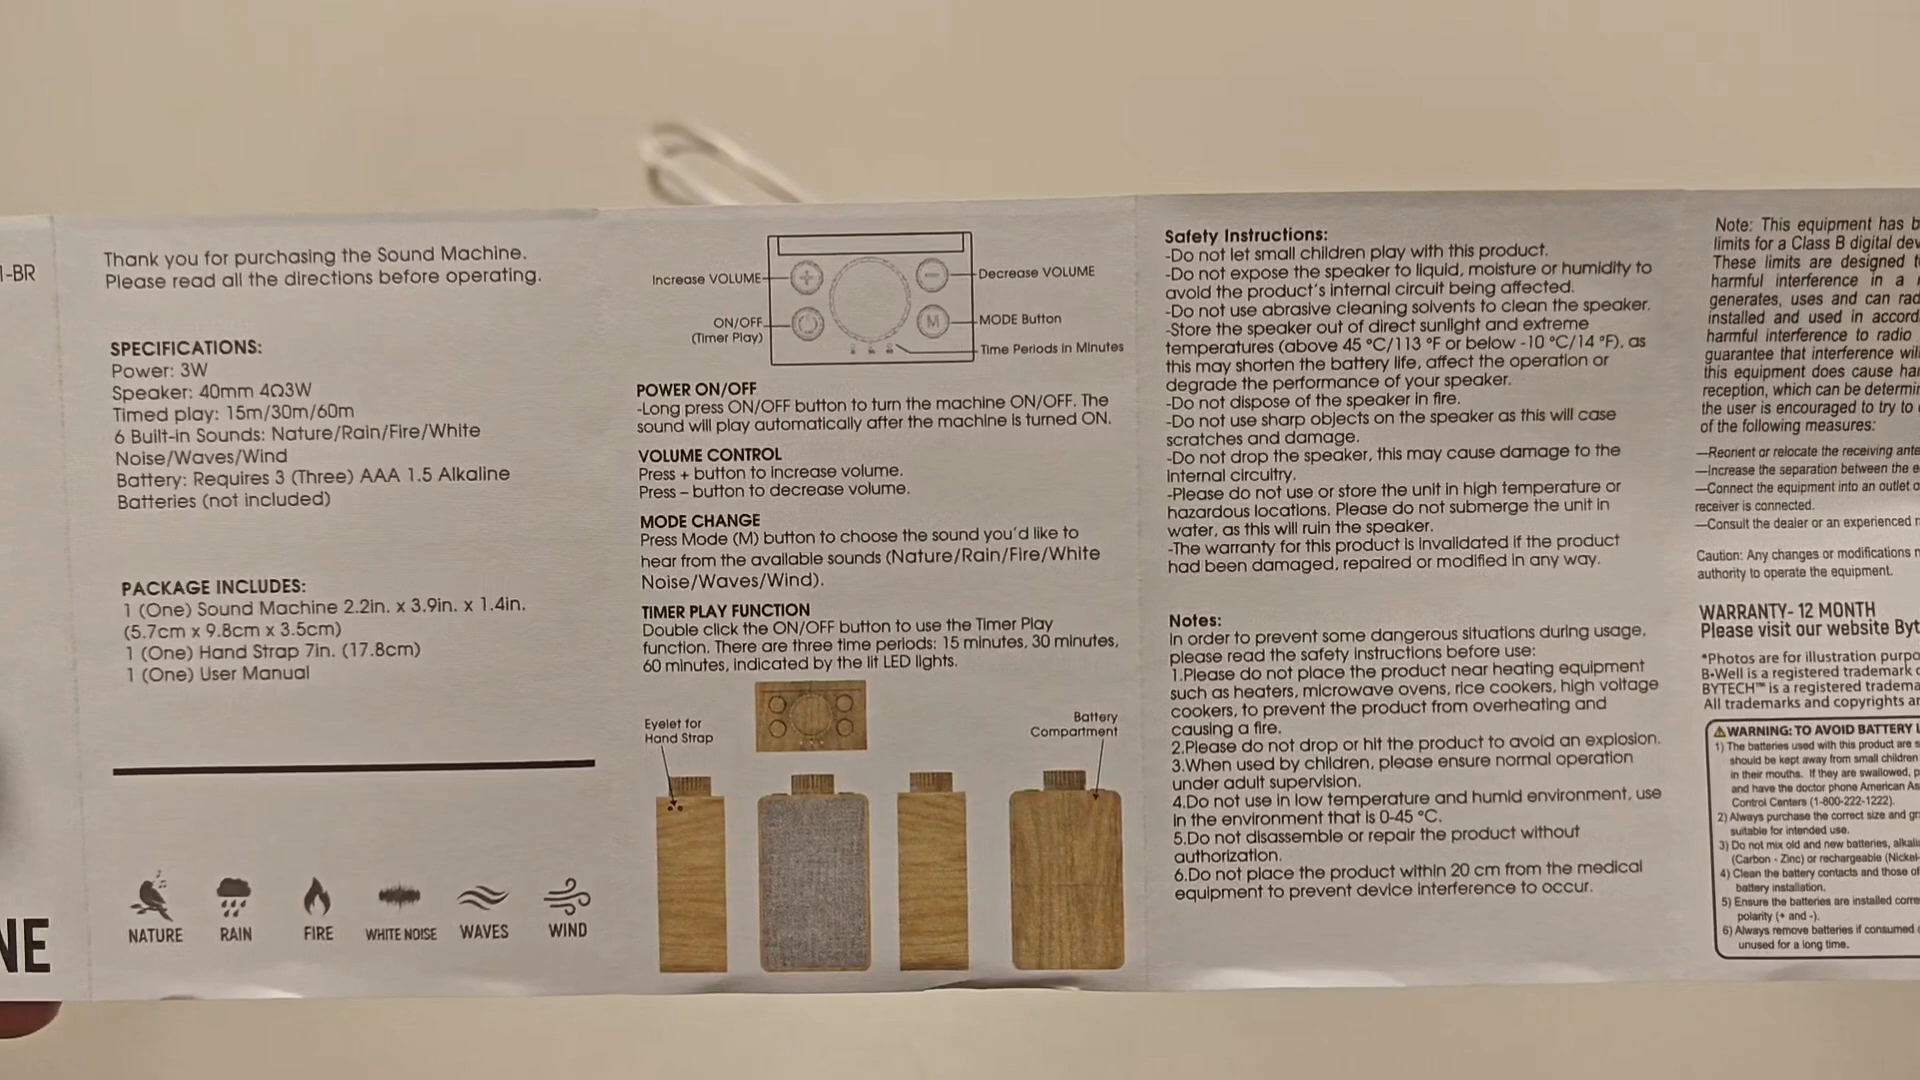 1-BR
NE
Thank you for purchasing the Sound Machine.
Please read all the directions before operating.
SPECIFICATIONS:
Power: 3W
Speaker: 40mm 4Ω3W
Timed play: 15m/30m/60m
6 Built-in Sounds: Nature/Rain/Fire/White
Noise/Waves/Wind
Battery: Requires 3 (Three) AAA 1.5 Alkaline
Batteries (not included)
PACKAGE INCLUDES:
1 (One) Sound Machine 2.2in. x 3.9in. x 1.4in.
(5.7cm x 9.8cm x 3.5cm)
1 (One) Hand Strap 7in. (17.8cm)
1 (One) User Manual
NATURE
RAIN
FIRE
WHITE NOISE
WAVES
WIND
Increase VOLUME
Decrease VOLUME
ON/OFF
(Timer Play)
M
MODE Button
Time Periods in Minutes
POWER ON/OFF
-Long press ON/OFF button to turn the machine ON/OFF. The
sound will play automatically after the machine is turned ON.
VOLUME CONTROL
Press + button to increase volume.
Press – button to decrease volume.
MODE CHANGE
Press Mode (M) button to choose the sound you'd like to
hear from the available sounds (Nature/Rain/Fire/White
Noise/Waves/Wind).
TIMER PLAY FUNCTION
Double click the ON/OFF button to use the Timer Play
function. There are three time periods: 15 minutes, 30 minutes,
60 minutes, indicated by the lit LED lights.
Eyelet for
Hand Strap
Battery
Compartment
Safety Instructions:
-Do not let small children play with this product.
-Do not expose the speaker to liquid, moisture or humidity to
avoid the product's internal circuit being affected.
-Do not use abrasive cleaning solvents to clean the speaker.
-Store the speaker out of direct sunlight and extreme
temperatures (above 45 °C/113 °F or below -10 °C/14 °F), as
this may shorten the battery life, affect the operation or
degrade the performance of your speaker.
-Do not dispose of the speaker in fire.
-Do not use sharp objects on the speaker as this will case
scratches and damage.
-Do not drop the speaker, this may cause damage to the
internal circuitry.
-Please do not use or store the unit in high temperature or
hazardous locations. Please do not submerge the unit in
water, as this will ruin the speaker.
-The warranty for this product is invalidated if the product
had been damaged, repaired or modified in any way.
Notes:
In order to prevent some dangerous situations during usage,
please read the safety instructions before use:
1.Please do not place the product near heating equipment
such as heaters, microwave ovens, rice cookers, high voltage
cookers, to prevent the product from overheating and
causing a fire.
2.Please do not drop or hit the product to avoid an explosion.
3.When used by children, please ensure normal operation
under adult supervision.
4.Do not use in low temperature and humid environment, use
in the environment that is 0-45 °C.
5.Do not disassemble or repair the product without
authorization.
6.Do not place the product within 20 cm from the medical
equipment to prevent device interference to occur.
Note: This equipment has b
limits for a Class B digital dev
These limits are designed t
harmful interference in a
generates, uses and can rad
installed and used in accord
harmful interference to radio
guarantee that interference will
this equipment does cause har
reception, which can be determin
the user is encouraged to try to
of the following measures:
—Reorient or relocate the receiving ante
—Increase the separation between the e
—Connect the equipment into an outlet o
receiver is connected.
—Consult the dealer or an experienced r
Caution: Any changes or modifications n
authority to operate the equipment.
WARRANTY- 12 MONTH
Please visit our website Byt
*Photos are for illustration purpo
B•Well is a registered trademark o
BYTECH™ is a registered tradema
All trademarks and copyrights ar
WARNING: TO AVOID BATTERY L
1) The batteries used with this product are s
should be kept away from small children
in their mouths. If they are swallowed, p
and have the doctor phone American As
Control Centers (1-800-222-1222).
2) Always purchase the correct size and gr
suitable for intended use.
3) Do not mix old and new batteries, alkali
(Carbon - Zinc) or rechargeable (Nickel-
4) Clean the battery contacts and those of
battery installation.
5) Ensure the batteries are installed corre
polarity (+ and -).
6) Always remove batteries if consumed
unused for a long time.